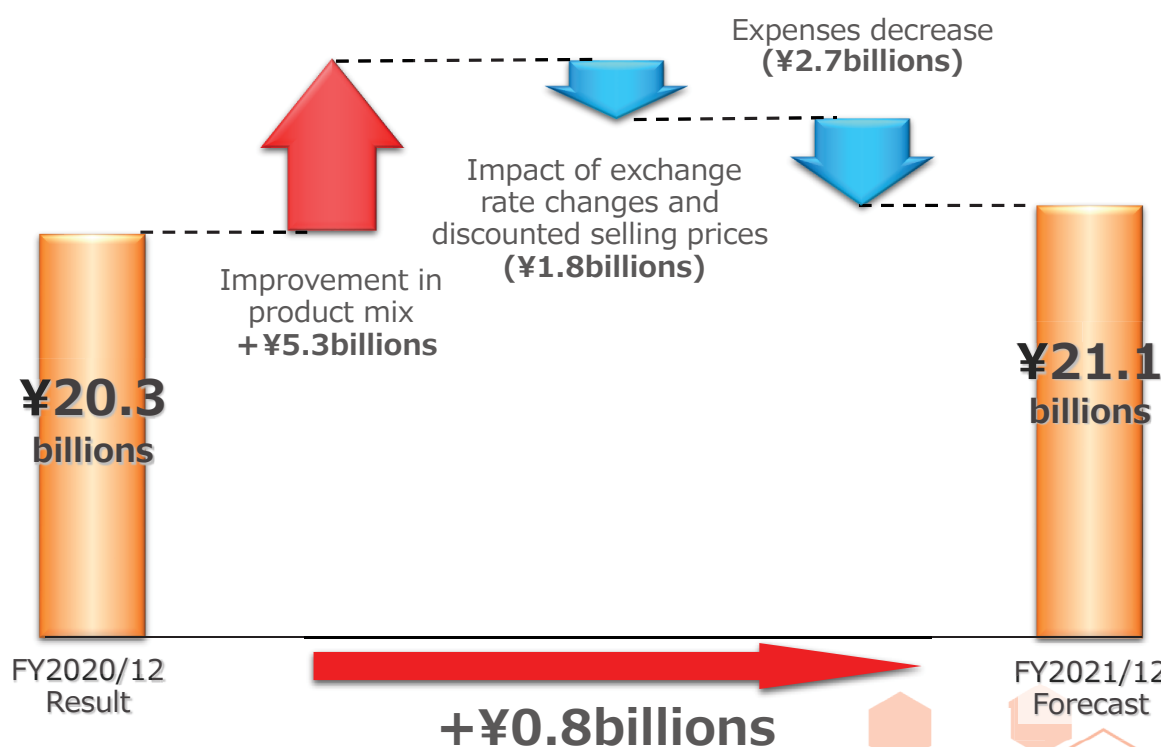 Expenses decrease
(¥2.7billions)
Impact of exchange
rate changes and
discounted selling prices
(¥1.8billions)
Improvement in
product mix
+¥5.3billions
¥20.3
billions
¥21.1
billions
FY2020/12
Result
FY2021/12
Forecast
+¥0.8billions